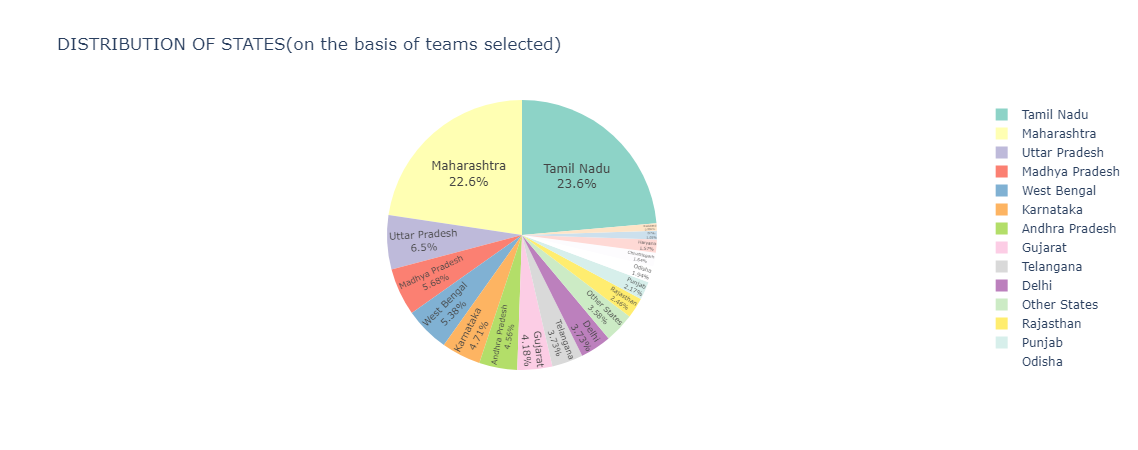 DISTRIBUTION OF STATES(on the basis of teams selected)
Maharashtra
22.6%
Tamil Nadu
23.6%
Uttar Pradesh
6.5%
Madhya Pradesh
5.68%
West Bengal
5.38%
Karnataka
4.71%
Andhra Pradesh
4.56%
Gujarat
4.18%
Telangana
3.73%
Delhi
3.73%
Other States
3.58%
Rajasthan
2.46%
Punjab
2.17%
Odisha
1.94%
Chhattisgarh
Haryana
1.57%
Tamil Nadu
Maharashtra
Uttar Pradesh
Madhya Pradesh
West Bengal
Karnataka
Andhra Pradesh
Gujarat
Telangana
Delhi
Other States
Rajasthan
Punjab
Odisha